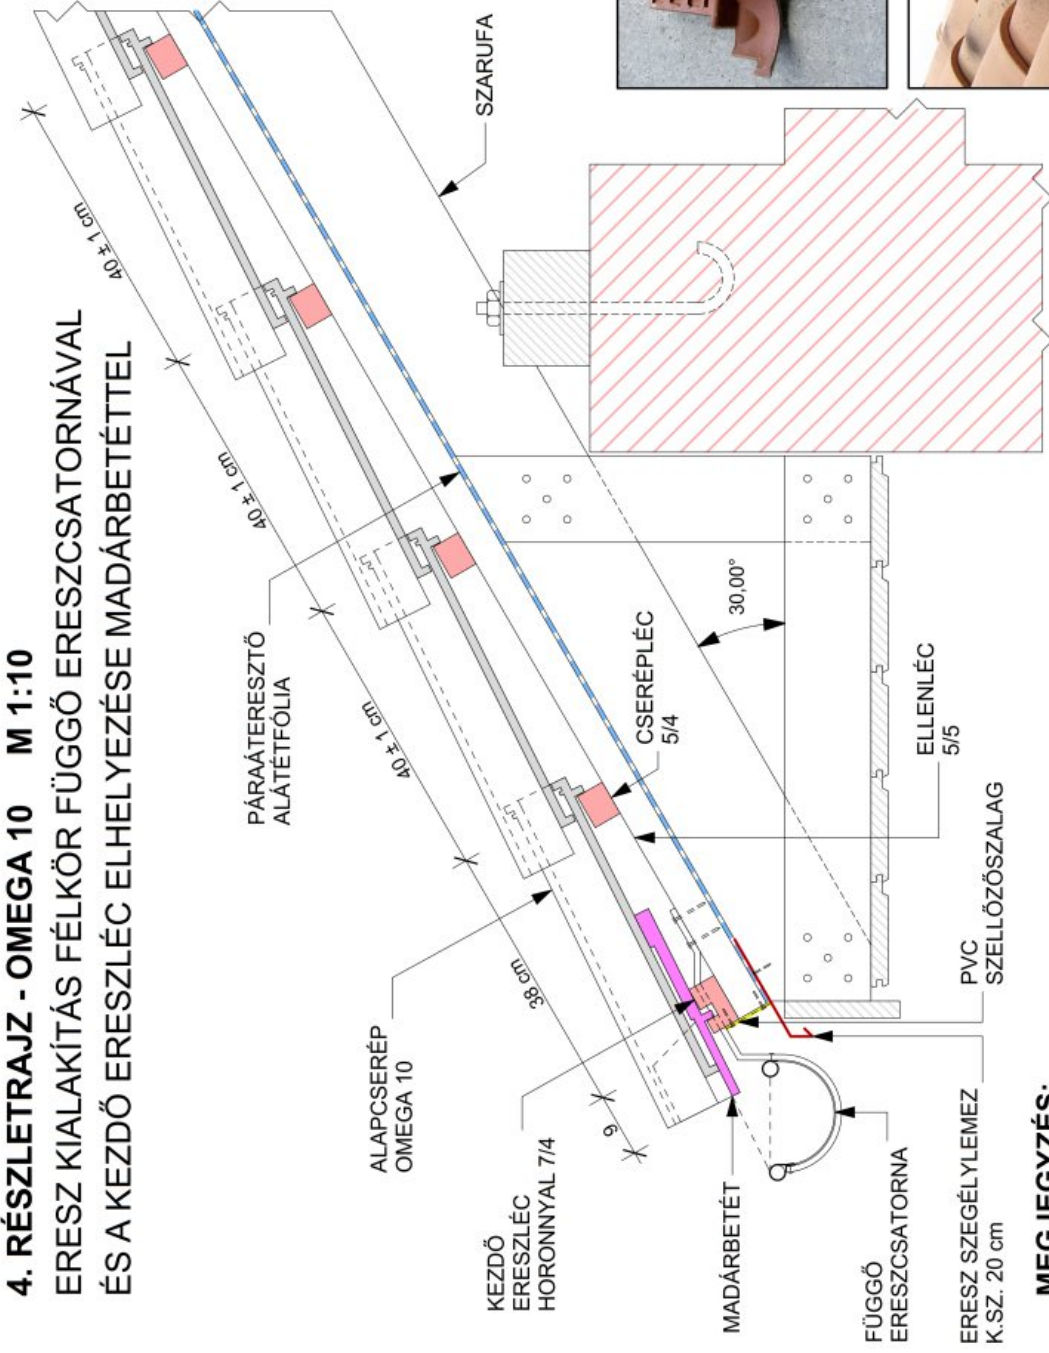 4. RÉSZLETRAJZ - OMEGA 10 M 1:10
ERESZ KIALAKÍTÁS FÉLKÖR FÜGGŐ ERESZCSATORNÁVAL
ÉS A KEZDŐ ERESZLÉC ELHELYEZÉSE MADÁRBETÉTTEL
40 ± 1 cm
40 ± 1 cm
40 ± 1 cm
38 cm
9
SZARUFA
PÁRAÁTERESZTŐ
ALÁTÉTFÓLIA
ALAPCSERÉP
OMEGA 10
KEZDŐ
ERESZLÉC
HORONNYAL 7/4
CSERÉPLÉC
5/4
30,00°
ELLENLÉC
5/5
PVC
SZELLŐZŐSZALAG
MADÁRBETÉT
FÜGGŐ
ERESZCSATORNA
ERESZ SZEGÉLYLEMEZ
K.SZ. 20 cm
MEGJEGYZÉS: